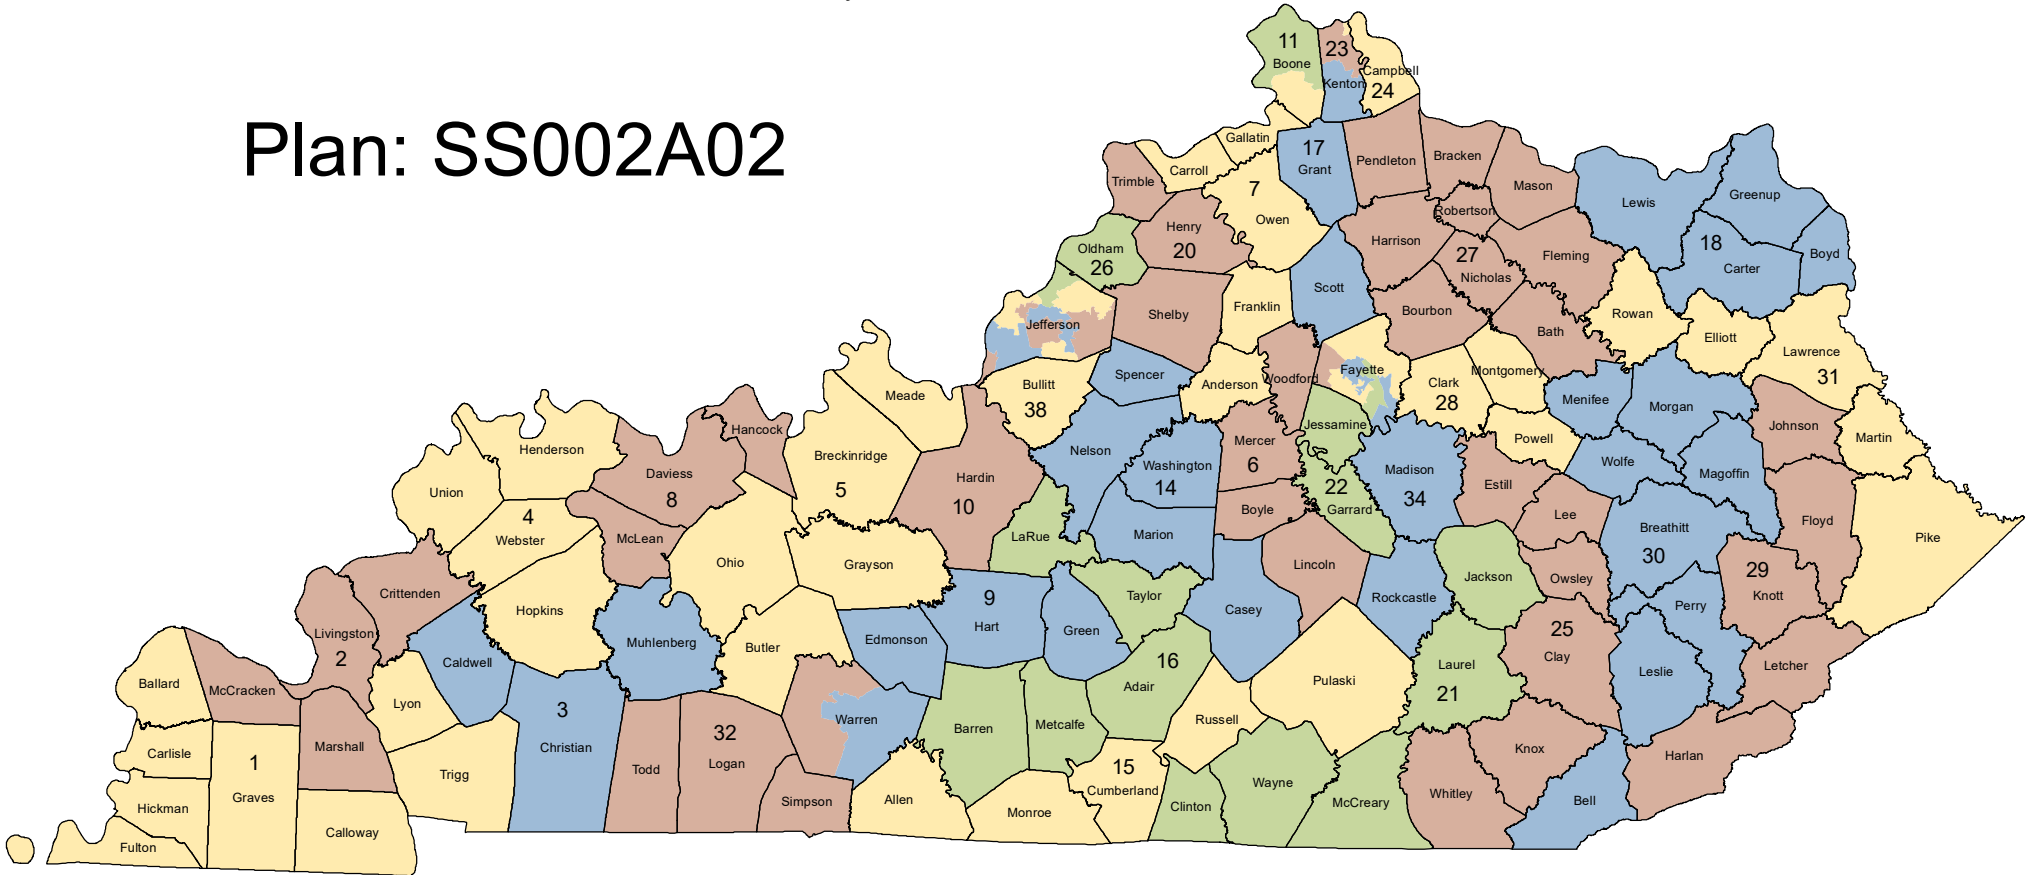 Plan: SS002A02
11
Boone
23
Kenton
Campbell
24
Gallatin
Carroll
Trimble
17
Grant
Pendleton
Bracken
Mason
Robertson
7
Owen
Henry
20
Oldham
26
Harrison
27
Nicholas
Fleming
Lewis
Greenup
18
Carter
Boyd
Jefferson
Shelby
Franklin
Scott
Bourbon
Bath
Rowan
Elliott
Lawrence
31
Bullitt
38
Spencer
Anderson
Woodford
Fayette
Clark
28
Montgomery
Menifee
Morgan
Johnson
Martin
Meade
Breckinridge
5
Hancock
Daviess
8
Henderson
Union
4
Webster
McLean
Ohio
Grayson
Hardin
10
LaRue
Nelson
Washington
14
Marion
Mercer
6
Boyle
Jessamine
22
Garrard
Madison
34
Powell
Estill
Lee
Wolfe
Magoffin
Breathitt
30
Floyd
Pike
29
Knott
Perry
Owsley
Jackson
Rockcastle
Lincoln
Casey
Taylor
Green
9
Hart
Edmonson
Butler
Muhlenberg
Hopkins
Crittenden
Livingston
2
Caldwell
Lyon
McCracken
Ballard
Carlisle
Hickman
Fulton
1
Graves
Marshall
Calloway
Trigg
3
Christian
Todd
32
Logan
Simpson
Warren
Allen
Barren
Metcalfe
16
Adair
Monroe
15
Cumberland
Russell
Clinton
Wayne
Pulaski
McCreary
Laurel
21
25
Clay
Leslie
Letcher
Harlan
Knox
Whitley
Bell